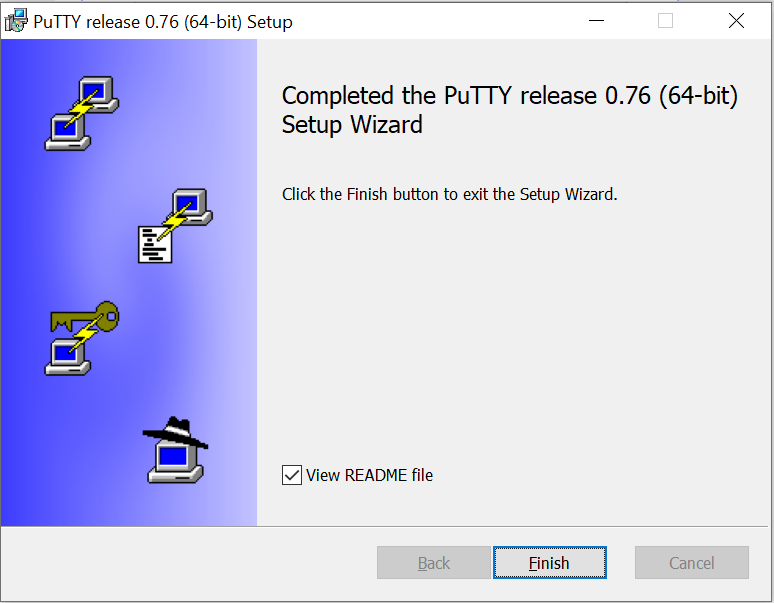 PuTTY release 0.76 (64-bit) Setup
Completed the PuTTY release 0.76 (64-bit)
Setup Wizard
Click the Finish button to exit the Setup Wizard.
View README file
Back
Finish
Cancel